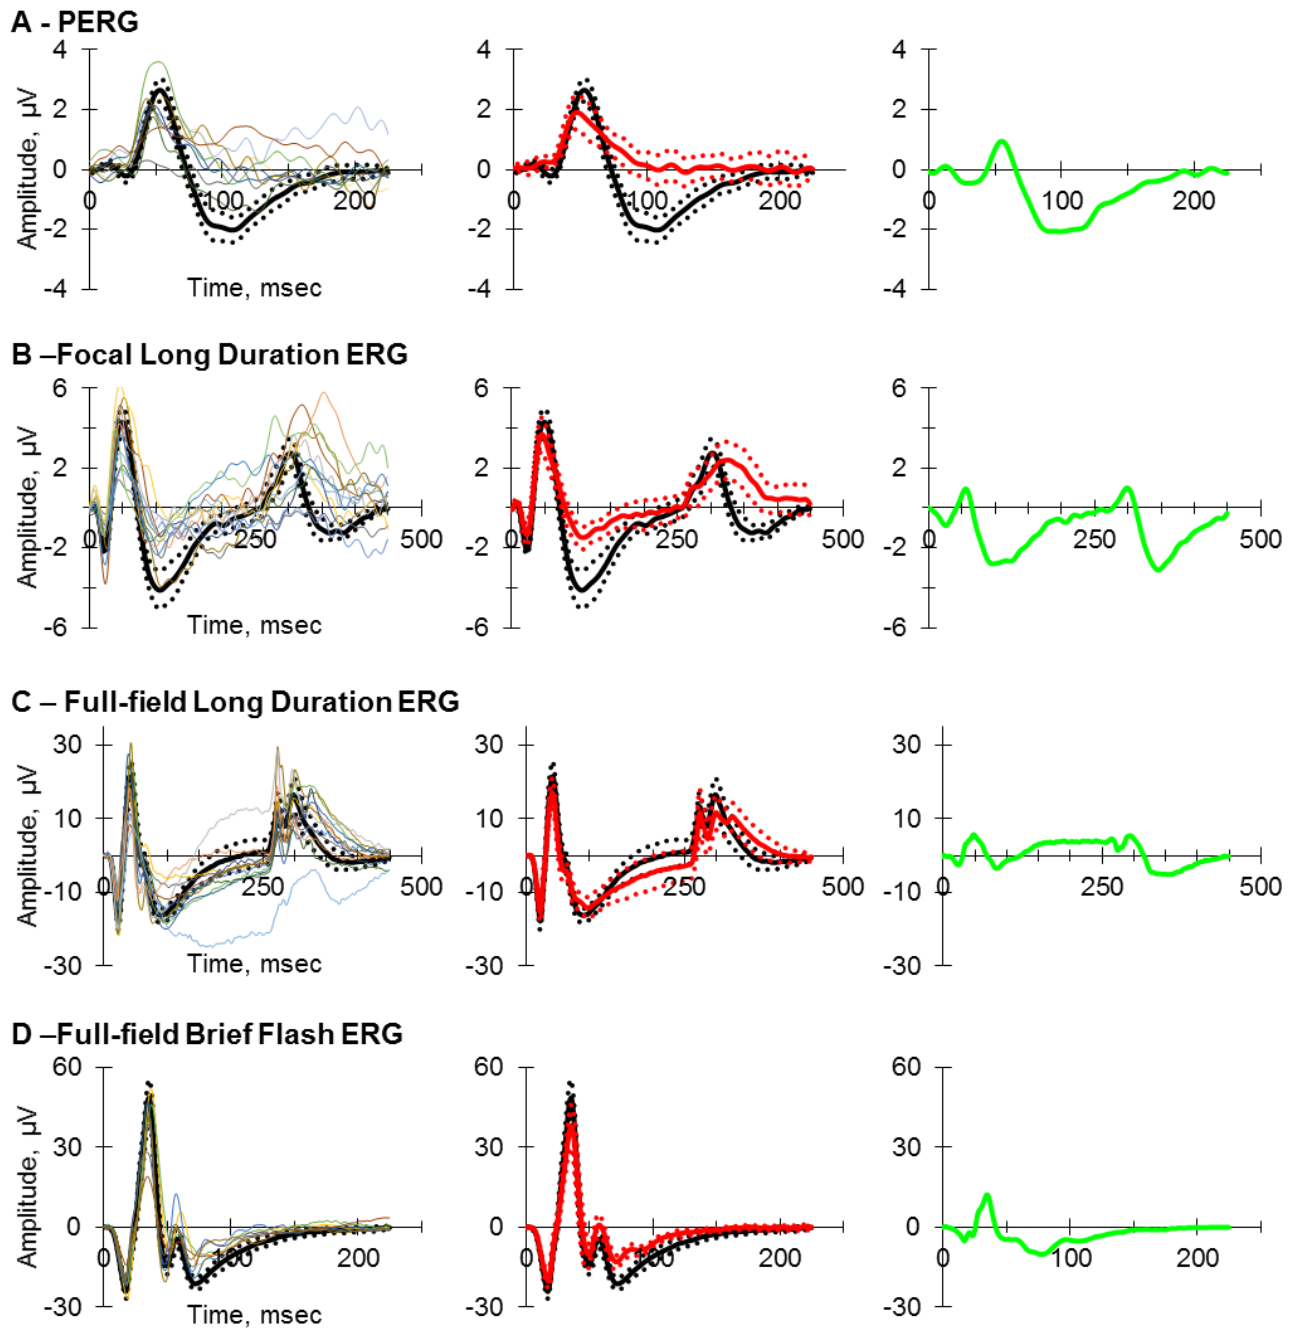 A - PERG
4 4 4
2 2 2
0 0 0
0 100 200 0 100 200 0 100 200
-2 -2 -2
-4 -4 -4
Amplitude, µV
Time, msec
B –Focal Long Duration ERG
6 6 6
2 2 2
-2 250 -2 250 500 -2 0 250 500
500
-6 -6 -6
Amplitude, µV
Time, msec
C – Full-field Long Duration ERG
30 30 30
10 10 10
-10 0 250 500 -10 0 250 500 -10 0 250 500
-30 -30 -30
Amplitude, µV
Time, msec
D –Full-field Brief Flash ERG
60 60 60
30 30 30
0 0 0
0 100 200 0 100 200 0 100 200
-30 -30 -30
Amplitude, µV
Time, msec